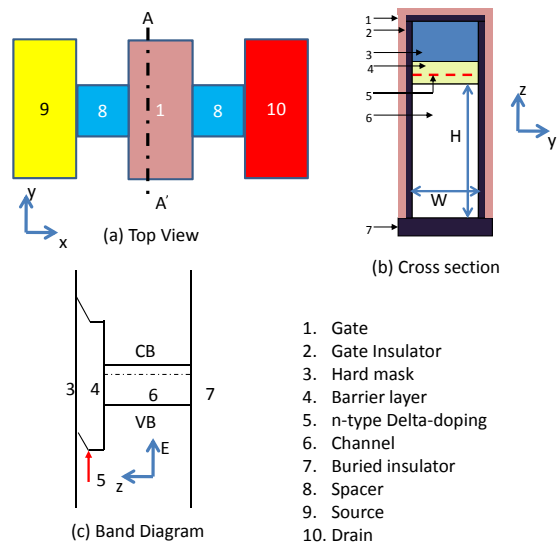 A
9
8
1
8
10
A'
y
x
(a) Top View
1
2
3
4
5
6
7
H
W
z
y
(b) Cross section
CB
3
4
6
7
VB
E
z
5
(c) Band Diagram
1. Gate
2. Gate Insulator
3. Hard mask
4. Barrier layer
5. n-type Delta-doping
6. Channel
7. Buried insulator
8. Spacer
9. Source
10. Drain